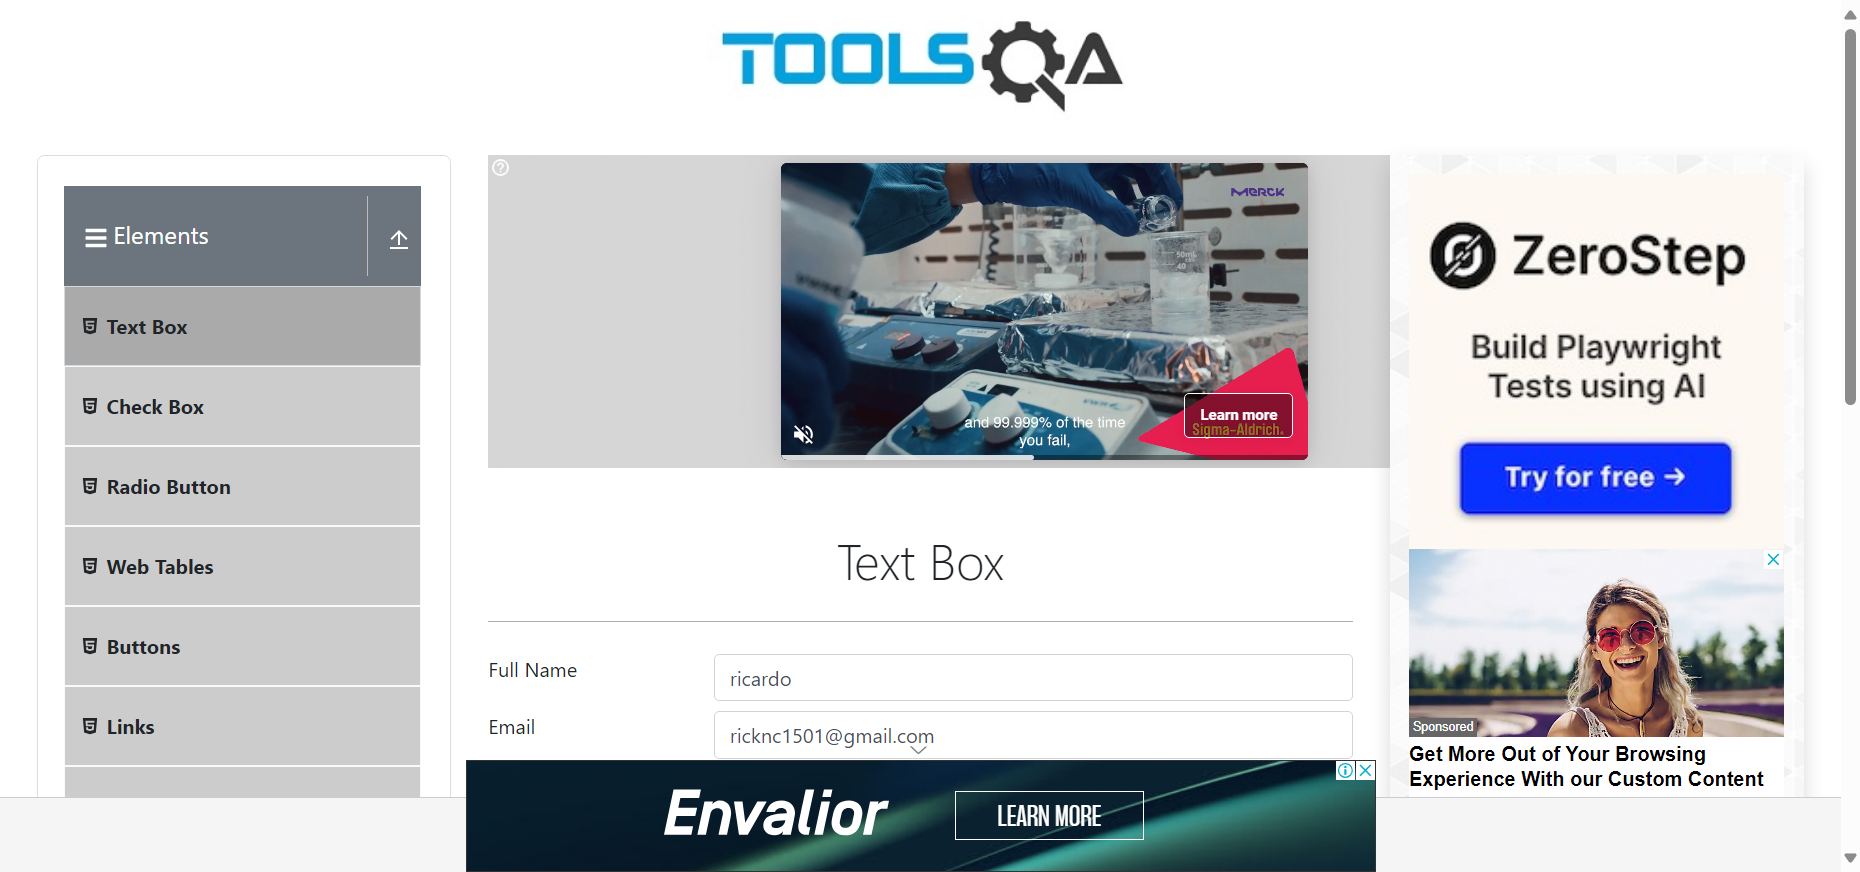 TOOLSQA
Elements
Text Box
Check Box
Radio Button
Web Tables
Buttons
Links
MERCK
50mL
40
and 99.999% of the time
you fail,
Learn more
Sigma-Aldrich.
Text Box
Full Name
ricardo
Email
ricknc1501@gmail.com
ZeroStep
Build Playwright
Tests using AI
Try for free →
Sponsored
Get More Out of Your Browsing
Experience With our Custom Content
Envalior
LEARN MORE